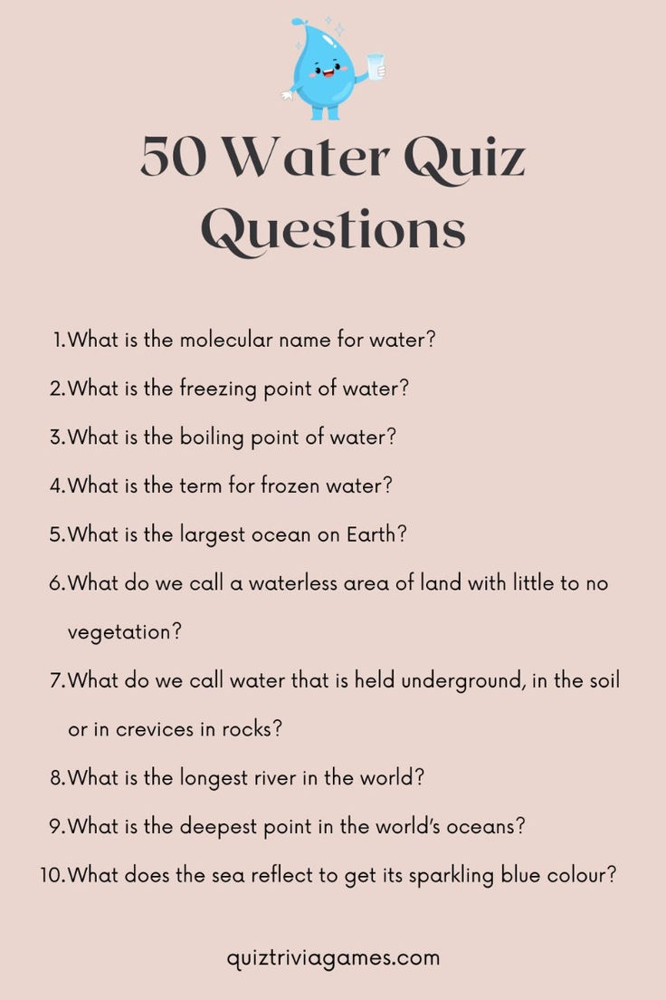 50 Water Quiz
Questions
1.What is the molecular name for water?
2.What is the freezing point of water?
3.What is the boiling point of water?
4.What is the term for frozen water?
5.What is the largest ocean on Earth?
6.What do we call a waterless area of land with little to no
vegetation?
7.What do we call water that is held underground, in the soil
or in crevices in rocks?
8.What is the longest river in the world?
9.What is the deepest point in the world’s oceans?
10.What does the sea reflect to get its sparkling blue colour?
quiztriviagames.com